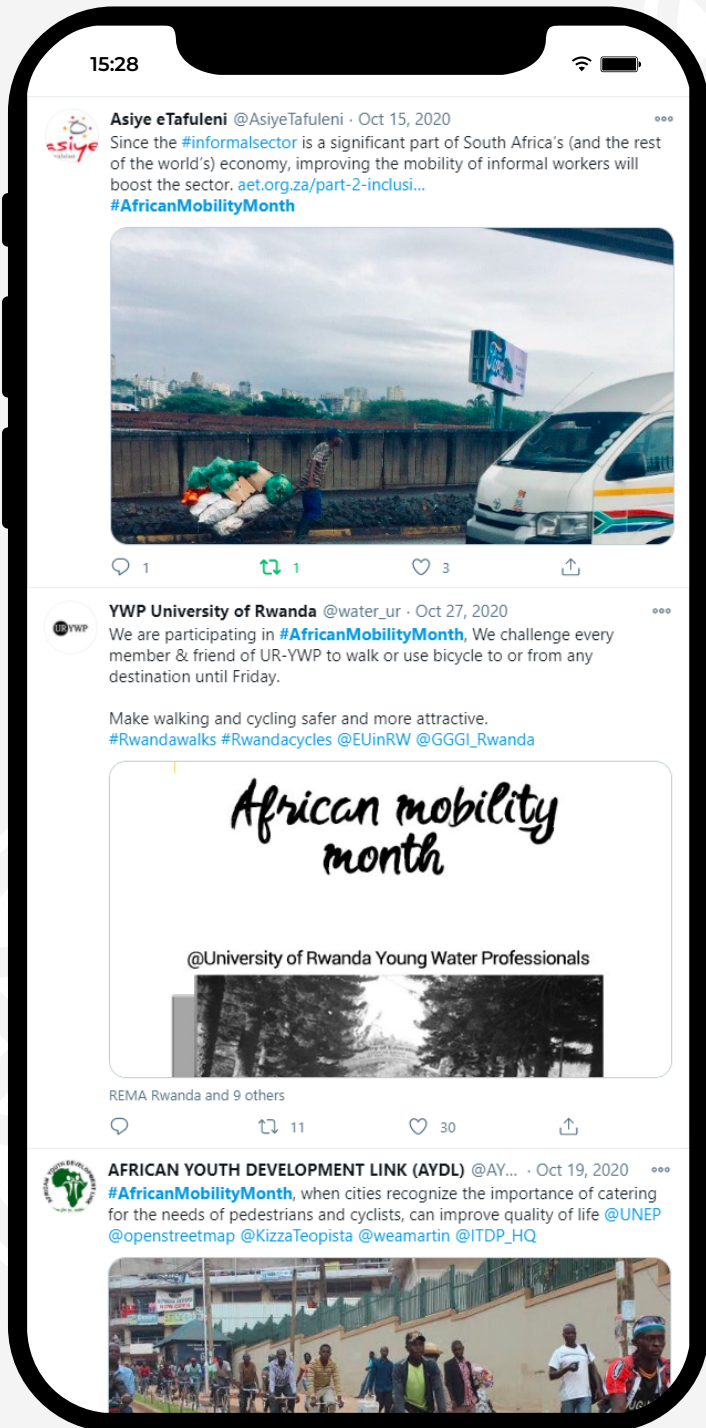 15:28
Asiye eTafuleni @AsiyeTafuleni · Oct 15, 2020
asiye
Since the #informalsector is a significant part of South Africa's (and the rest
of the world's) economy, improving the mobility of informal workers will
boost the sector. aet.org.za/part-2-inclusi...
#AfricanMobilityMonth
1 1 3
YWP University of Rwanda @water_ur · Oct 27, 2020
URYWP
We are participating in #AfricanMobilityMonth, We challenge every
member & friend of UR-YWP to walk or use bicycle to or from any
destination until Friday.
Make walking and cycling safer and more attractive.
#Rwandawalks #Rwandacycles @EUinRW @GGGI_Rwanda
African mobility
month
@University of Rwanda Young Water Professionals
REMA Rwanda and 9 others
11 30
AFRICAN YOUTH DEVELOPMENT LINK (AYDL) @AY... · Oct 19, 2020
AFRICAN YOUTH DEVELOPMENT LINK
#AfricanMobilityMonth, when cities recognize the importance of catering
for the needs of pedestrians and cyclists, can improve quality of life @UNEP
@openstreetmap @KizzaTeopista @weamartin @ITDP_HQ